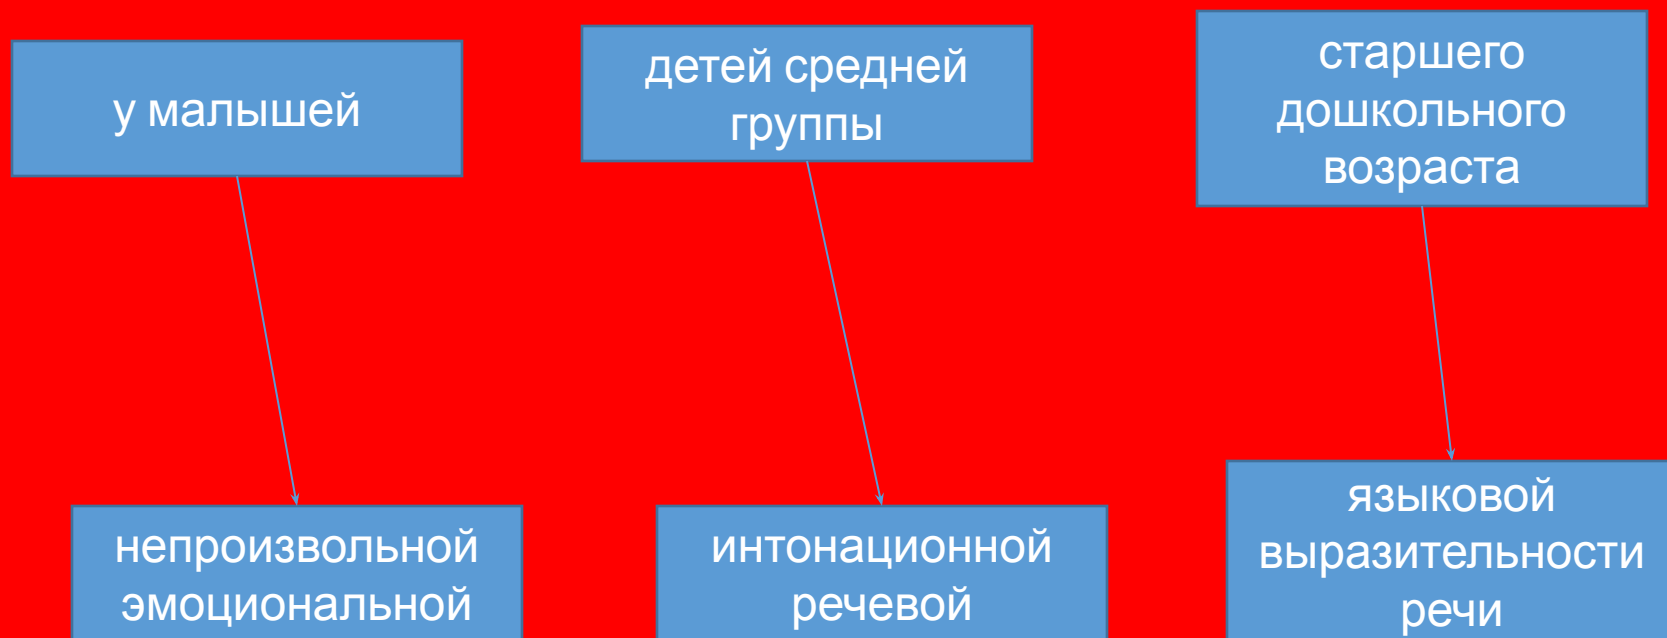 у малышей
детей средней
группы
старшего
дошкольного
возраста
непроизвольной
эмоциональной
интонационной
речевой
языковой
выразительности
речи